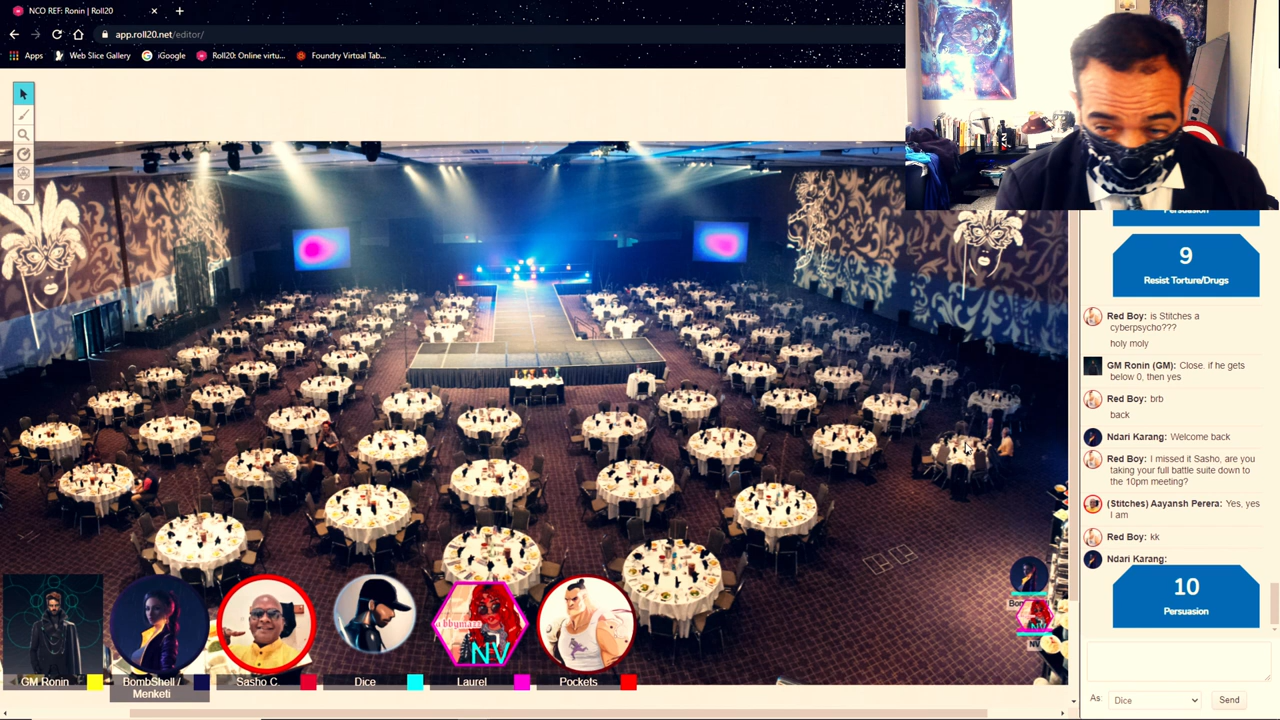 NCO REF: Ronin | Roll20
app.roll20.net/editor/
Apps
Web Slice Gallery
iGoogle
Roll20: Online virtu...
Foundry Virtual Tab...
Persuasion
9
Resist Torture/Drugs
Red Boy: is Stitches a
cyberpsycho???
holy moly
GM Ronin (GM): Close. if he gets
below 0, then yes
Red Boy: brb
back
Ndari Karang: Welcome back
Red Boy: I missed it Sasho, are you
taking your full battle suite down to
the 10pm meeting?
(Stitches) Aayansh Perera: Yes, yes
I am
Red Boy: kk
Ndari Karang:
10
Persuasion
As:
Dice
Send
GM Ronin
BombShell /
Menketi
Sasho C
Dice
Laurel
Pockets
NV